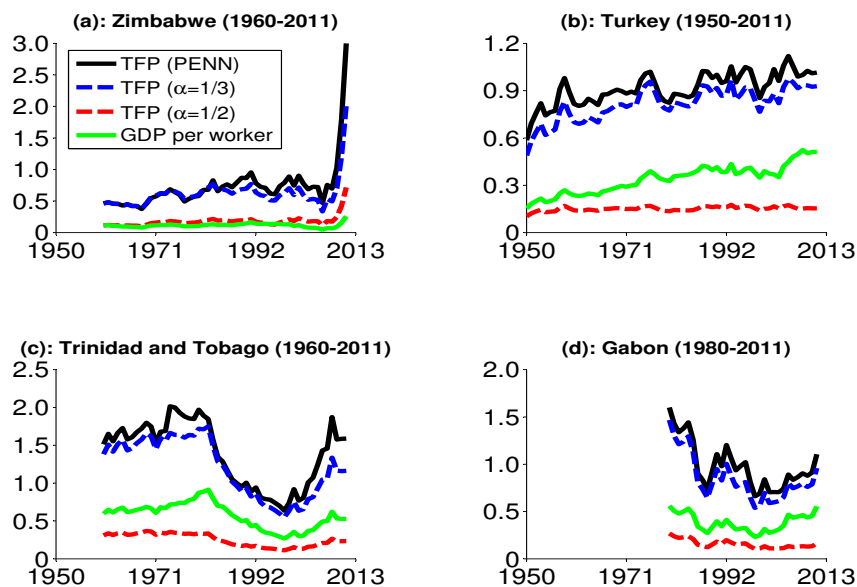 (a): Zimbabwe (1960-2011)
3.0
2.5
2.0
1.5
1.0
0.5
0
1950 1971 1992 2013
TFP (PENN)
TFP (α=1/3)
TFP (α=1/2)
GDP per worker
(b): Turkey (1950-2011)
1.2
0.9
0.6
0.3
0
1950 1971 1992 2013
(c): Trinidad and Tobago (1960-2011)
2.5
2.0
1.5
1.0
0.5
0
1950 1971 1992 2013
(d): Gabon (1980-2011)
2.0
1.5
1.0
0.5
0
1950 1971 1992 2013